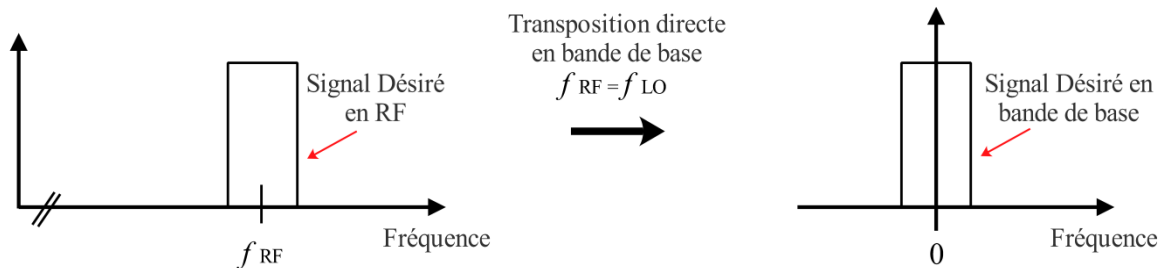 Transposition directe
en bande de base
f RF = f LO
Signal Désiré
en RF
Signal Désiré en
bande de base
Fréquence
f RF
Fréquence
0